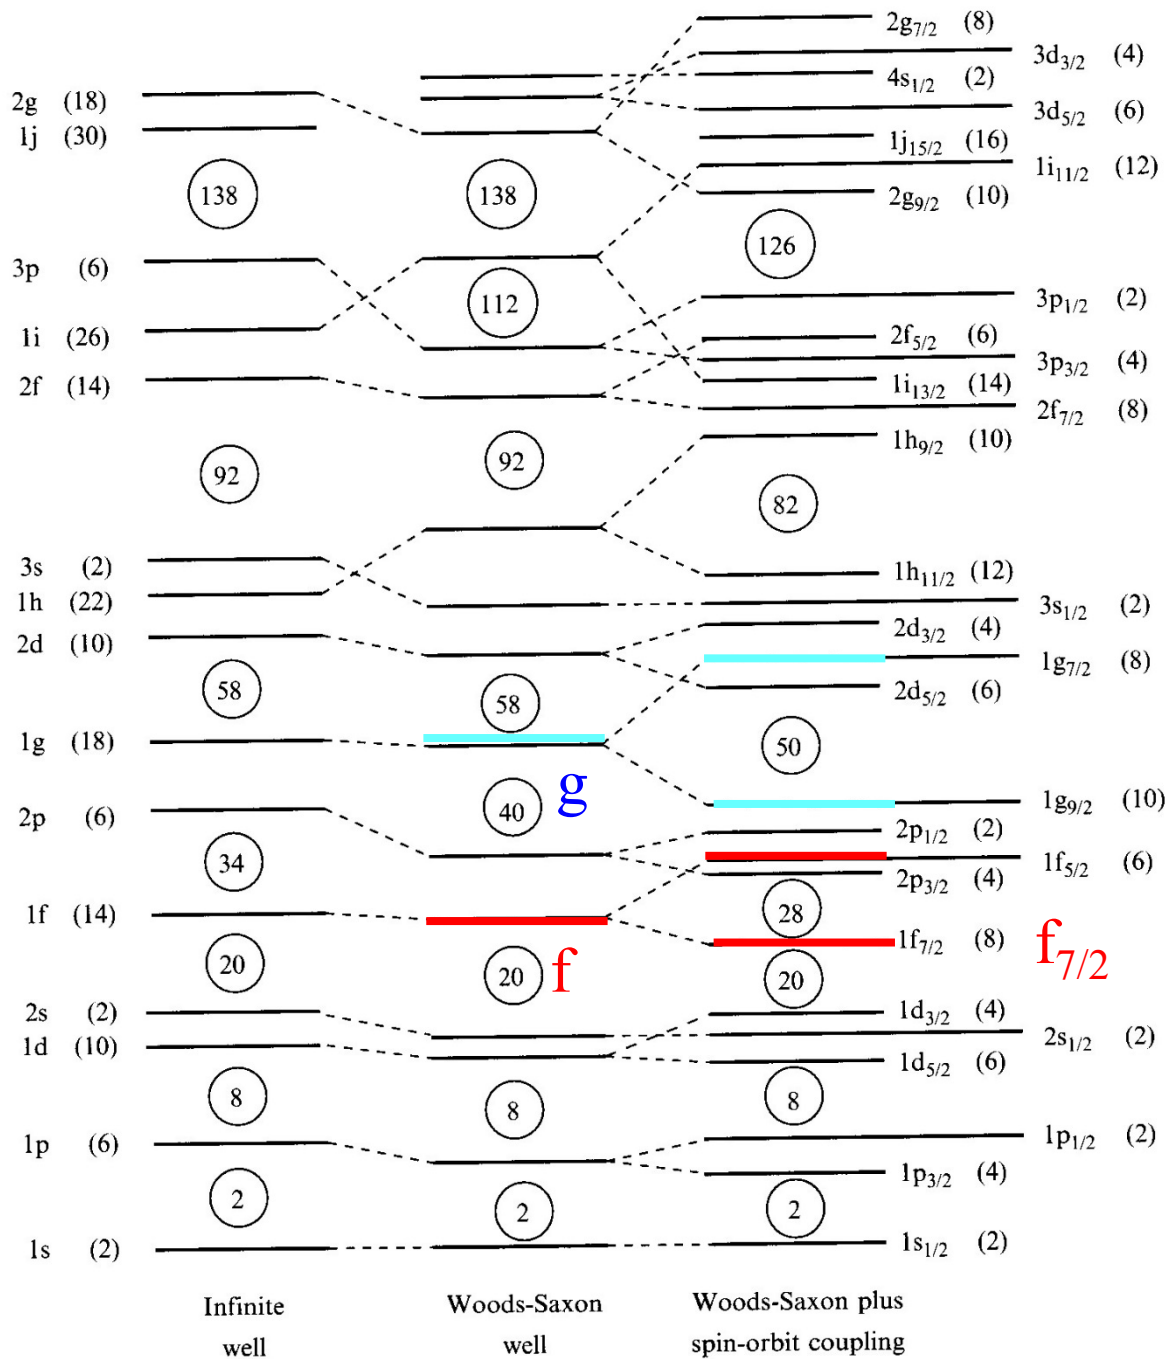 2g7/2 (8)
3d3/2 (4)
4s1/2 (2)
2g (18)
3d5/2 (6)
1j (30)
1j15/2 (16)
1i11/2 (12)
138
138
2g9/2 (10)
126
3p (6)
112
3p1/2 (2)
1i (26)
2f5/2 (6)
3p3/2 (4)
2f (14)
1i13/2 (14)
2f7/2 (8)
1h9/2 (10)
92
92
82
3s (2)
1h11/2 (12)
1h (22)
3s1/2 (2)
2d (10)
2d3/2 (4)
1g7/2 (8)
58
58
2d5/2 (6)
1g (18)
50
g
1g9/2 (10)
2p (6)
40
2p1/2 (2)
34
1f5/2 (6)
2p3/2 (4)
1f (14)
28
1f7/2 (8)
f7/2
20
20
f
20
2s (2)
1d3/2 (4)
2s1/2 (2)
1d (10)
1d5/2 (6)
8
8
8
1p (6)
1p1/2 (2)
1p3/2 (4)
2
2
2
1s (2)
1s1/2 (2)
Infinite
well
Woods-Saxon
well
Woods-Saxon plus
spin-orbit coupling